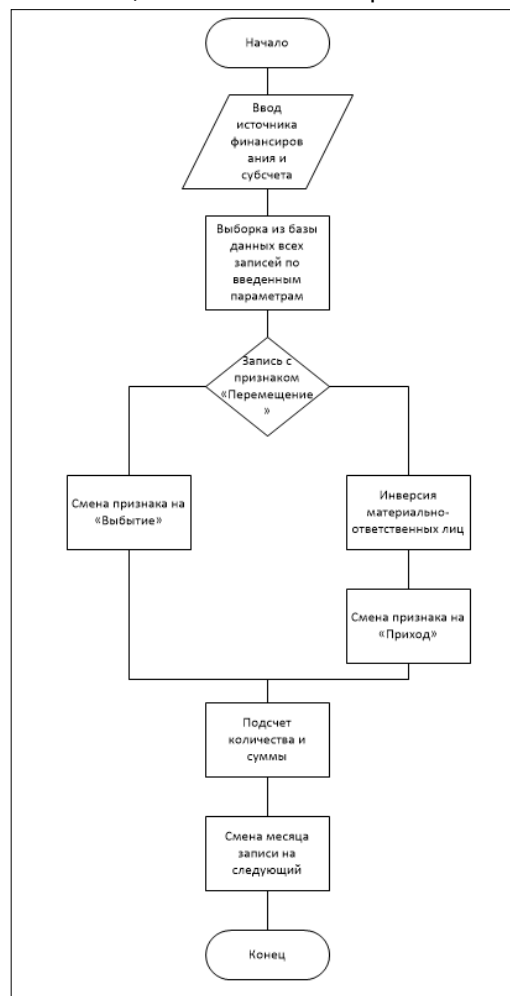 Начало
Ввод
источника
финансиров
ания и
субсчета
Выборка из базы
данных всех
записей по
введенным
параметрам
Запись с
признаком
«Перемещение
»
Смена признака на
«Выбытие»
Инверсия
материально-
ответственных лиц
Смена признака на
«Приход»
Подсчет
количества и
суммы
Смена месяца
записи на
следующий
Конец